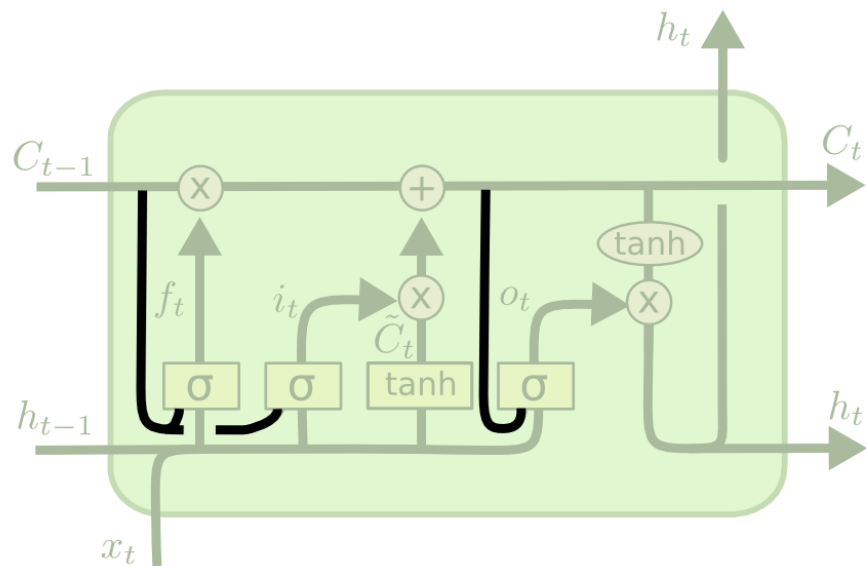 h_t
C_{t-1}
C_t
x
+
tanh
f_t
i_t
x
o_t
x
C̃_t
σ
σ
tanh
σ
h_{t-1}
h_t
x_t